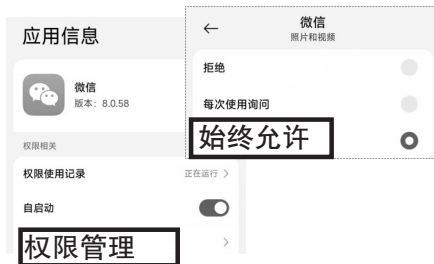 应用信息
微信
版本：8.0.58
权限相关
权限使用记录
正在运行
自启动
权限管理
微信
照片和视频
拒绝
每次使用询问
始终允许